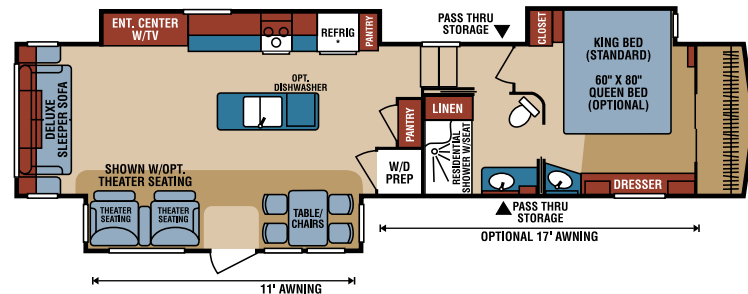 ENT. CENTER
W/TV
REFRIG
*
PANTRY
PASS THRU
STORAGE
CLOSET
KING BED
(STANDARD)
60" X 80"
QUEEN BED
(OPTIONAL)
DELUXE
SLEEPER SOFA
OPT.
DISHWASHER
PANTRY
LINEN
RESIDENTIAL
SHOWER W/SEAT
W/D
PREP
SHOWN W/OPT.
THEATER SEATING
THEATER
SEATING
THEATER
SEATING
TABLE/
CHAIRS
DRESSER
PASS THRU
STORAGE
OPTIONAL 17' AWNING
11' AWNING